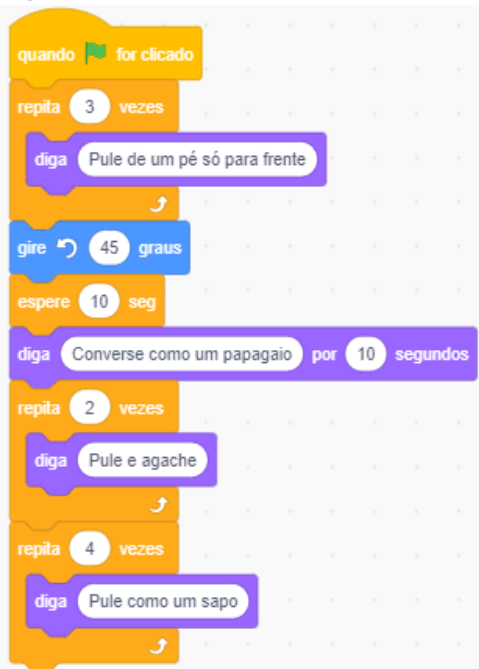 quando for clicado
repita 3 vezes
diga Pule de um pé só para frente
gire 45 graus
espere 10 seg
diga Converse como um papagaio por 10 segundos
repita 2 vezes
diga Pule e agache
repita 4 vezes
diga Pule como um sapo